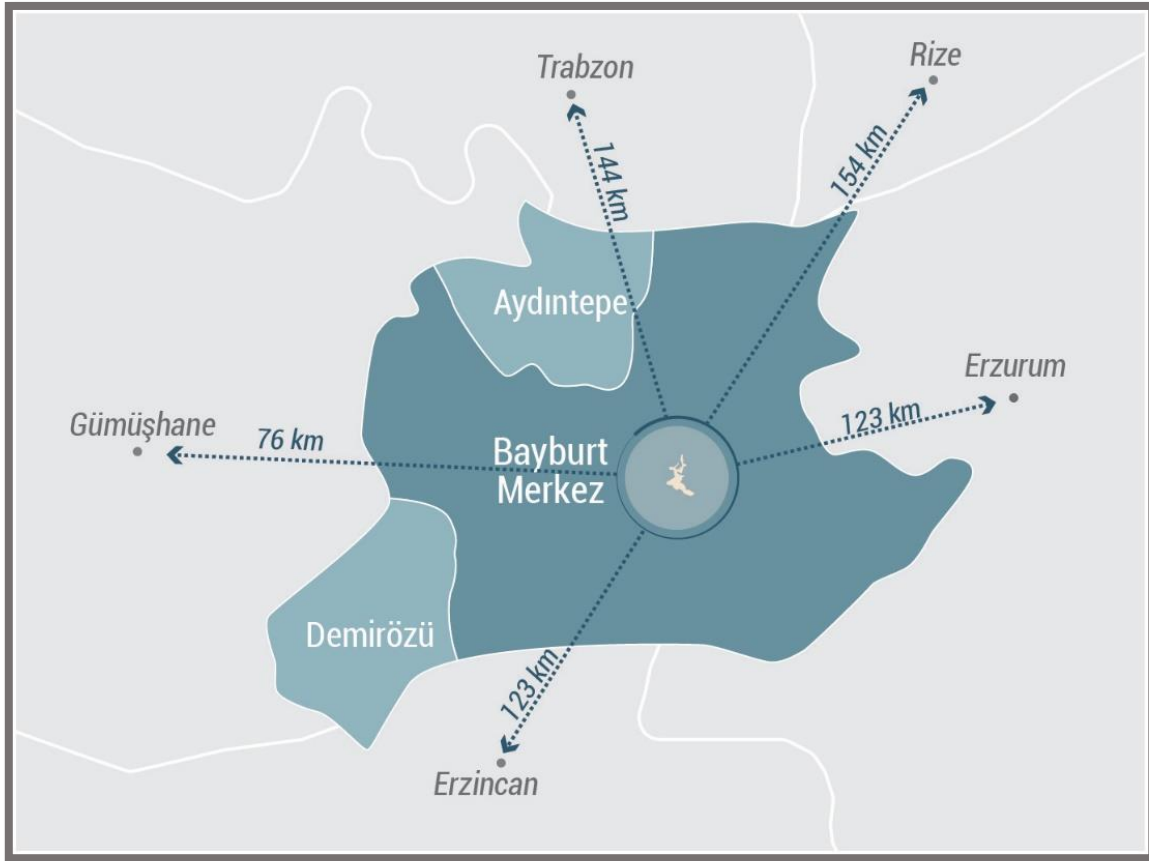 Rize
Trabzon
154 km
144 km
Aydıntepe
Erzurum
123 km
Gümüşhane
76 km
Bayburt
Merkez
Demirözü
123 km
Erzincan